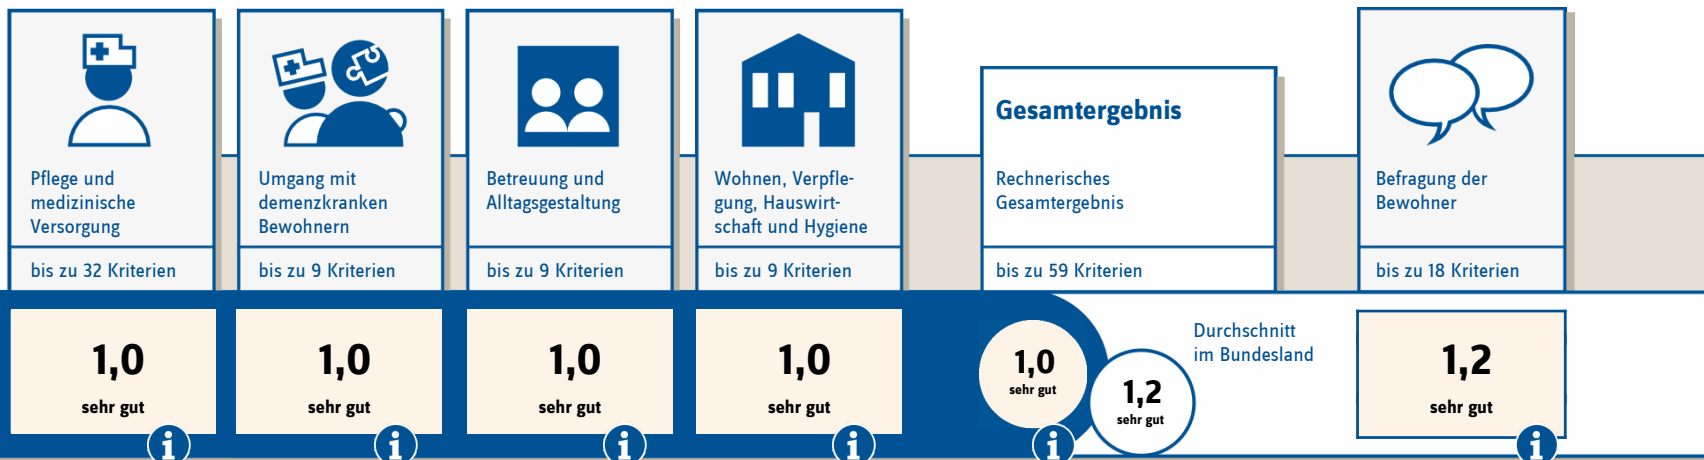 Pflege und
medizinische
Versorgung
bis zu 32 Kriterien
1,0
sehr gut
i
Umgang mit
demenzkranken
Bewohnern
bis zu 9 Kriterien
1,0
sehr gut
i
Betreuung und
Alltagsgestaltung
bis zu 9 Kriterien
1,0
sehr gut
i
Wohnen, Verpfle-
gung, Hauswirt-
schaft und Hygiene
bis zu 9 Kriterien
1,0
sehr gut
i
Gesamtergebnis
Rechnerisches
Gesamtergebnis
bis zu 59 Kriterien
1,0
sehr gut
i
Durchschnitt
im Bundesland
1,2
sehr gut
Befragung der
Bewohner
bis zu 18 Kriterien
1,2
sehr gut
i